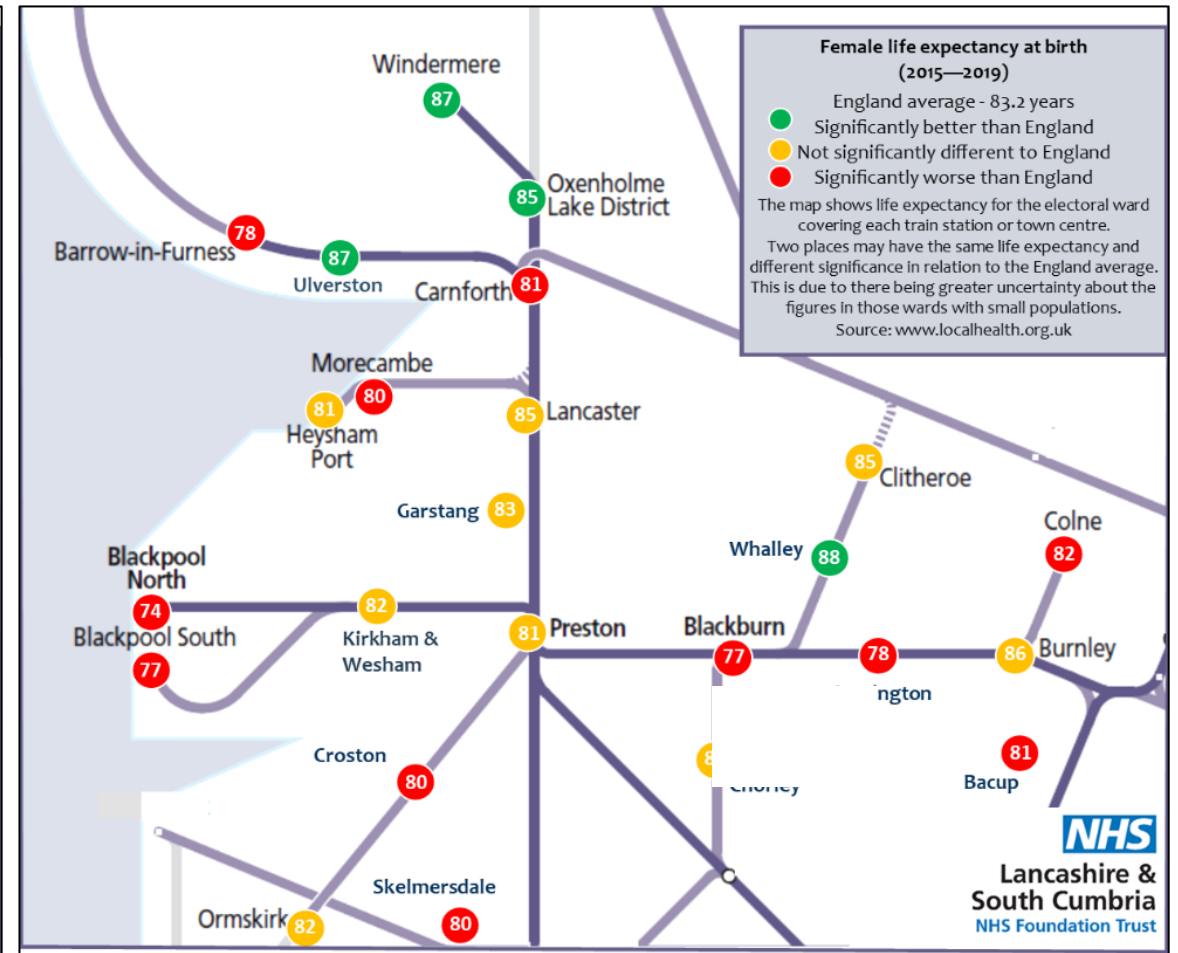 Female life expectancy at birth
(2015—2019)
England average - 83.2 years
Significantly better than England
Not significantly different to England
Significantly worse than England
The map shows life expectancy for the electoral ward
covering each train station or town centre.
Two places may have the same life expectancy and
different significance in relation to the England average.
This is due to there being greater uncertainty about the
figures in those wards with small populations.
Source: www.localhealth.org.uk
Windermere
87
Oxenholme
Lake District
85
78
Barrow-in-Furness
87
Ulverston
Carnforth
81
Morecambe
80
81
Heysham
Port
85
Lancaster
85
Clitheroe
Garstang
83
Colne
82
Whalley
88
Blackpool
North
74
82
Kirkham &
Wesham
Blackpool South
77
81
Preston
Blackburn
77
78
ington
86
Burnley
Croston
80
8
Chorley
81
Bacup
Skelmersdale
80
Ormskirk
82
NHS
Lancashire &
South Cumbria
NHS Foundation Trust